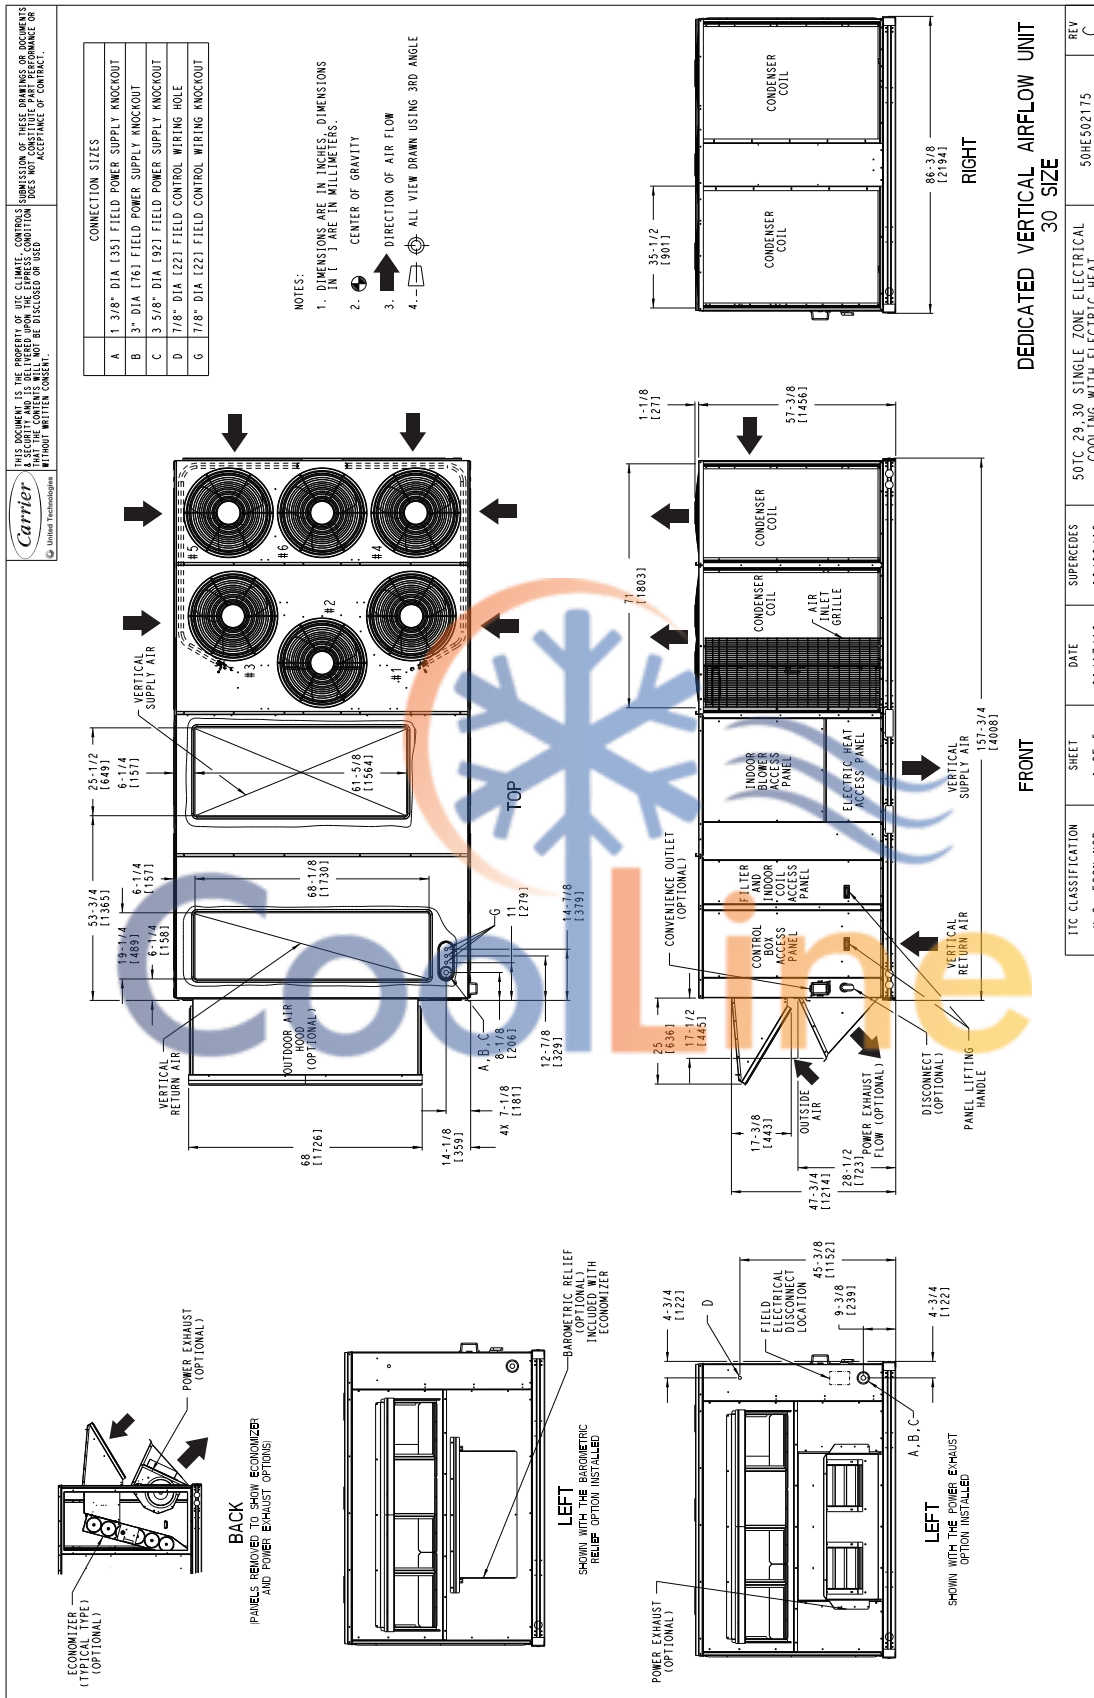 Carrier
United Technologies
THIS DOCUMENT IS THE PROPERTY OF UTC CLIMATE, CONTROLS
& SECURITY AND IS DELIVERED UPON THE EXPRESS CONDITION
THAT THE CONTENTS WILL NOT BE DISCLOSED OR USED
WITHOUT WRITTEN CONSENT.
SUBMISSION OF THESE DRAWINGS OR DOCUMENTS
DOES NOT CONSTITUTE PART PERFORMANCE OR
ACCEPTANCE OF CONTRACT.
CONNECTION SIZES
A 1 3/8" DIA [35] FIELD POWER SUPPLY KNOCKOUT
B 3" DIA [76] FIELD POWER SUPPLY KNOCKOUT
C 3 5/8" DIA [92] FIELD POWER SUPPLY KNOCKOUT
D 7/8" DIA [22] FIELD CONTROL WIRING HOLE
G 7/8" DIA [22] FIELD CONTROL WIRING KNOCKOUT
NOTES:
1. DIMENSIONS ARE IN INCHES, DIMENSIONS
IN [ ] ARE IN MILLIMETERS.
2. CENTER OF GRAVITY
3. DIRECTION OF AIR FLOW
4. ALL VIEW DRAWN USING 3RD ANGLE
ECONOMIZER
(TYPICAL TYPE)
(OPTIONAL)
POWER EXHAUST
(OPTIONAL)
BACK
(PANELS REMOVED TO SHOW ECONOMIZER
AND POWER EXHAUST OPTIONS)
VERTICAL
RETURN AIR
OUTDOOR AIR
HOOD
(OPTIONAL)
68
[1726]
14-1/8
[359]
4X 7-1/8
[181]
A,B,C
8-1/8
[206]
12-7/8
[329]
G
11
[279]
14-7/8
[379]
53-3/4
[1365]
19-1/4
[489]
6-1/4
[158]
6-1/4
[157]
68-1/8
[1730]
25-1/2
[649]
6-1/4
[157]
61-5/8
[1564]
VERTICAL
SUPPLY AIR
#3
#2
#1
#5
#6
#4
TOP
BAROMETRIC RELIEF
(OPTIONAL)
INCLUDED WITH
ECONOMIZER
LEFT
SHOWN WITH THE BAROMETRIC
RELIEF OPTION INSTALLED
POWER EXHAUST
(OPTIONAL)
4-3/4
[122]
D
FIELD
ELECTRICAL
DISCONNECT
LOCATION
45-3/8
[1152]
9-3/8
[239]
4-3/4
[122]
A,B,C
LEFT
SHOWN WITH THE POWER EXHAUST
OPTION INSTALLED
25
[636]
17-1/2
[445]
17-3/8
[443]
47-3/4
[1214]
28-1/2
[723]
OUTSIDE
AIR
POWER EXHAUST
FLOW (OPTIONAL)
DISCONNECT
(OPTIONAL)
PANEL LIFTING
HANDLE
CONVENIENCE OUTLET
(OPTIONAL)
CONTROL
BOX
ACCESS
PANEL
FILTER
AND
INDOOR
COIL
ACCESS
PANEL
INDOOR
BLOWER
ACCESS
PANEL
ELECTRIC HEAT
ACCESS PANEL
AIR
INLET
GRILLE
CONDENSER
COIL
CONDENSER
COIL
71
[1803]
1-1/8
[27]
57-3/8
[1456]
VERTICAL
RETURN AIR
VERTICAL
SUPPLY AIR
157-3/4
[4008]
FRONT
CONDENSER
COIL
CONDENSER
COIL
35-1/2
[901]
86-3/8
[2194]
RIGHT
DEDICATED VERTICAL AIRFLOW UNIT
30 SIZE
ITC CLASSIFICATION
SHEET
DATE
SUPERCEDES
50TC 29,30 SINGLE ZONE ELECTRICAL
COOLING WITH ELECTRIC HEAT
50HE502175
REV
C
CoolLine